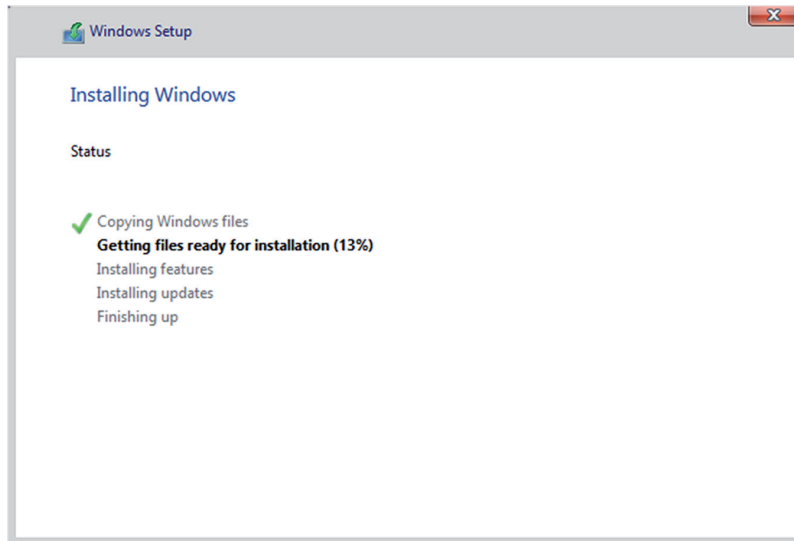 Windows Setup
Installing Windows
Status
Copying Windows files
Getting files ready for installation (13%)
Installing features
Installing updates
Finishing up